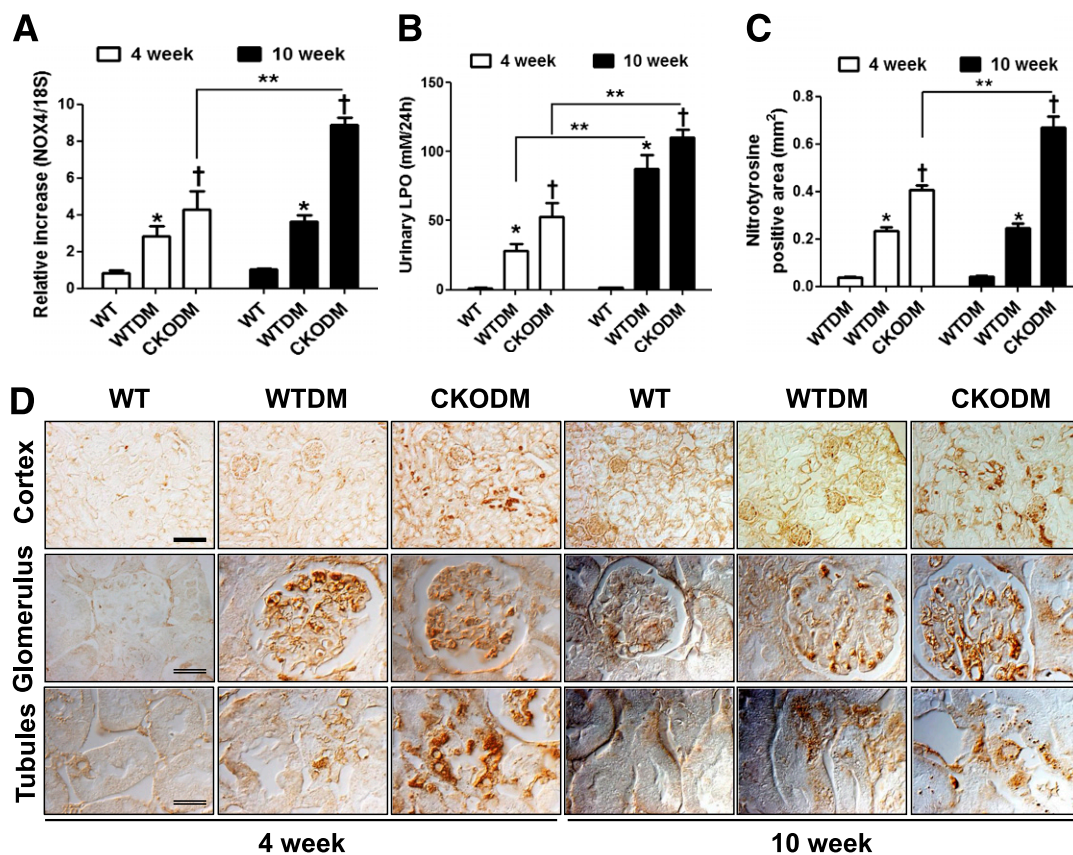 A
4 week
10 week
**
Relative increase (NOX4/18S)
10
8
6
4
2
0
*
†
*
†
WT
WTDM
CKODM
WT
WTDM
CKODM
B
4 week
10 week
**
**
Urinary LPO (mM/24h)
150
100
50
0
*
†
*
†
WT
WTDM
CKODM
WT
WTDM
CKODM
C
4 week
10 week
**
Nitrotyrosine
positive area (mm²)
0.8
0.6
0.4
0.2
0.0
*
†
*
†
WTDM
WTDM
CKODM
WTDM
WTDM
CKODM
D
WT WTDM CKODM WT WTDM CKODM
Cortex
Glomerulus
Tubules
4 week 10 week